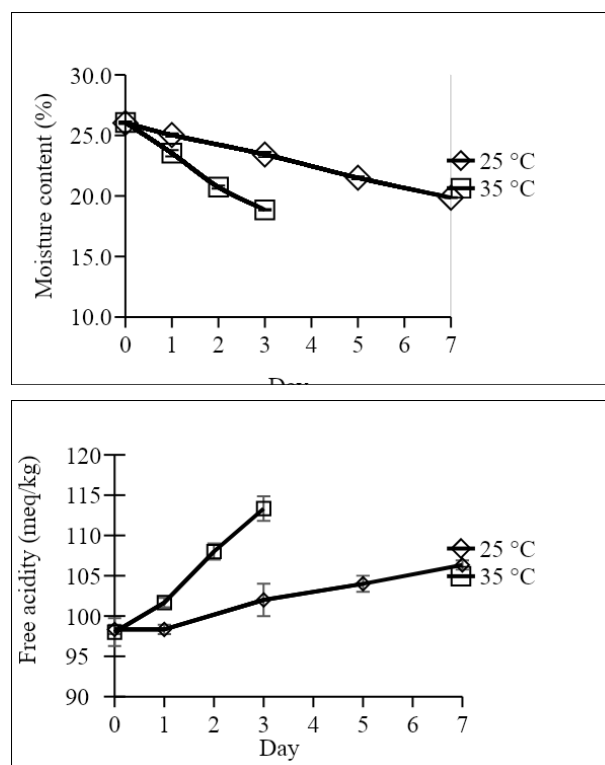 Moisture content (%)
30.0
25.0
20.0
15.0
10.0
0 1 2 3 4 5 6 7
Day
25 °C
35 °C
Free acidity (meq/kg)
120
115
110
105
100
95
90
0 1 2 3 4 5 6 7
Day
25 °C
35 °C